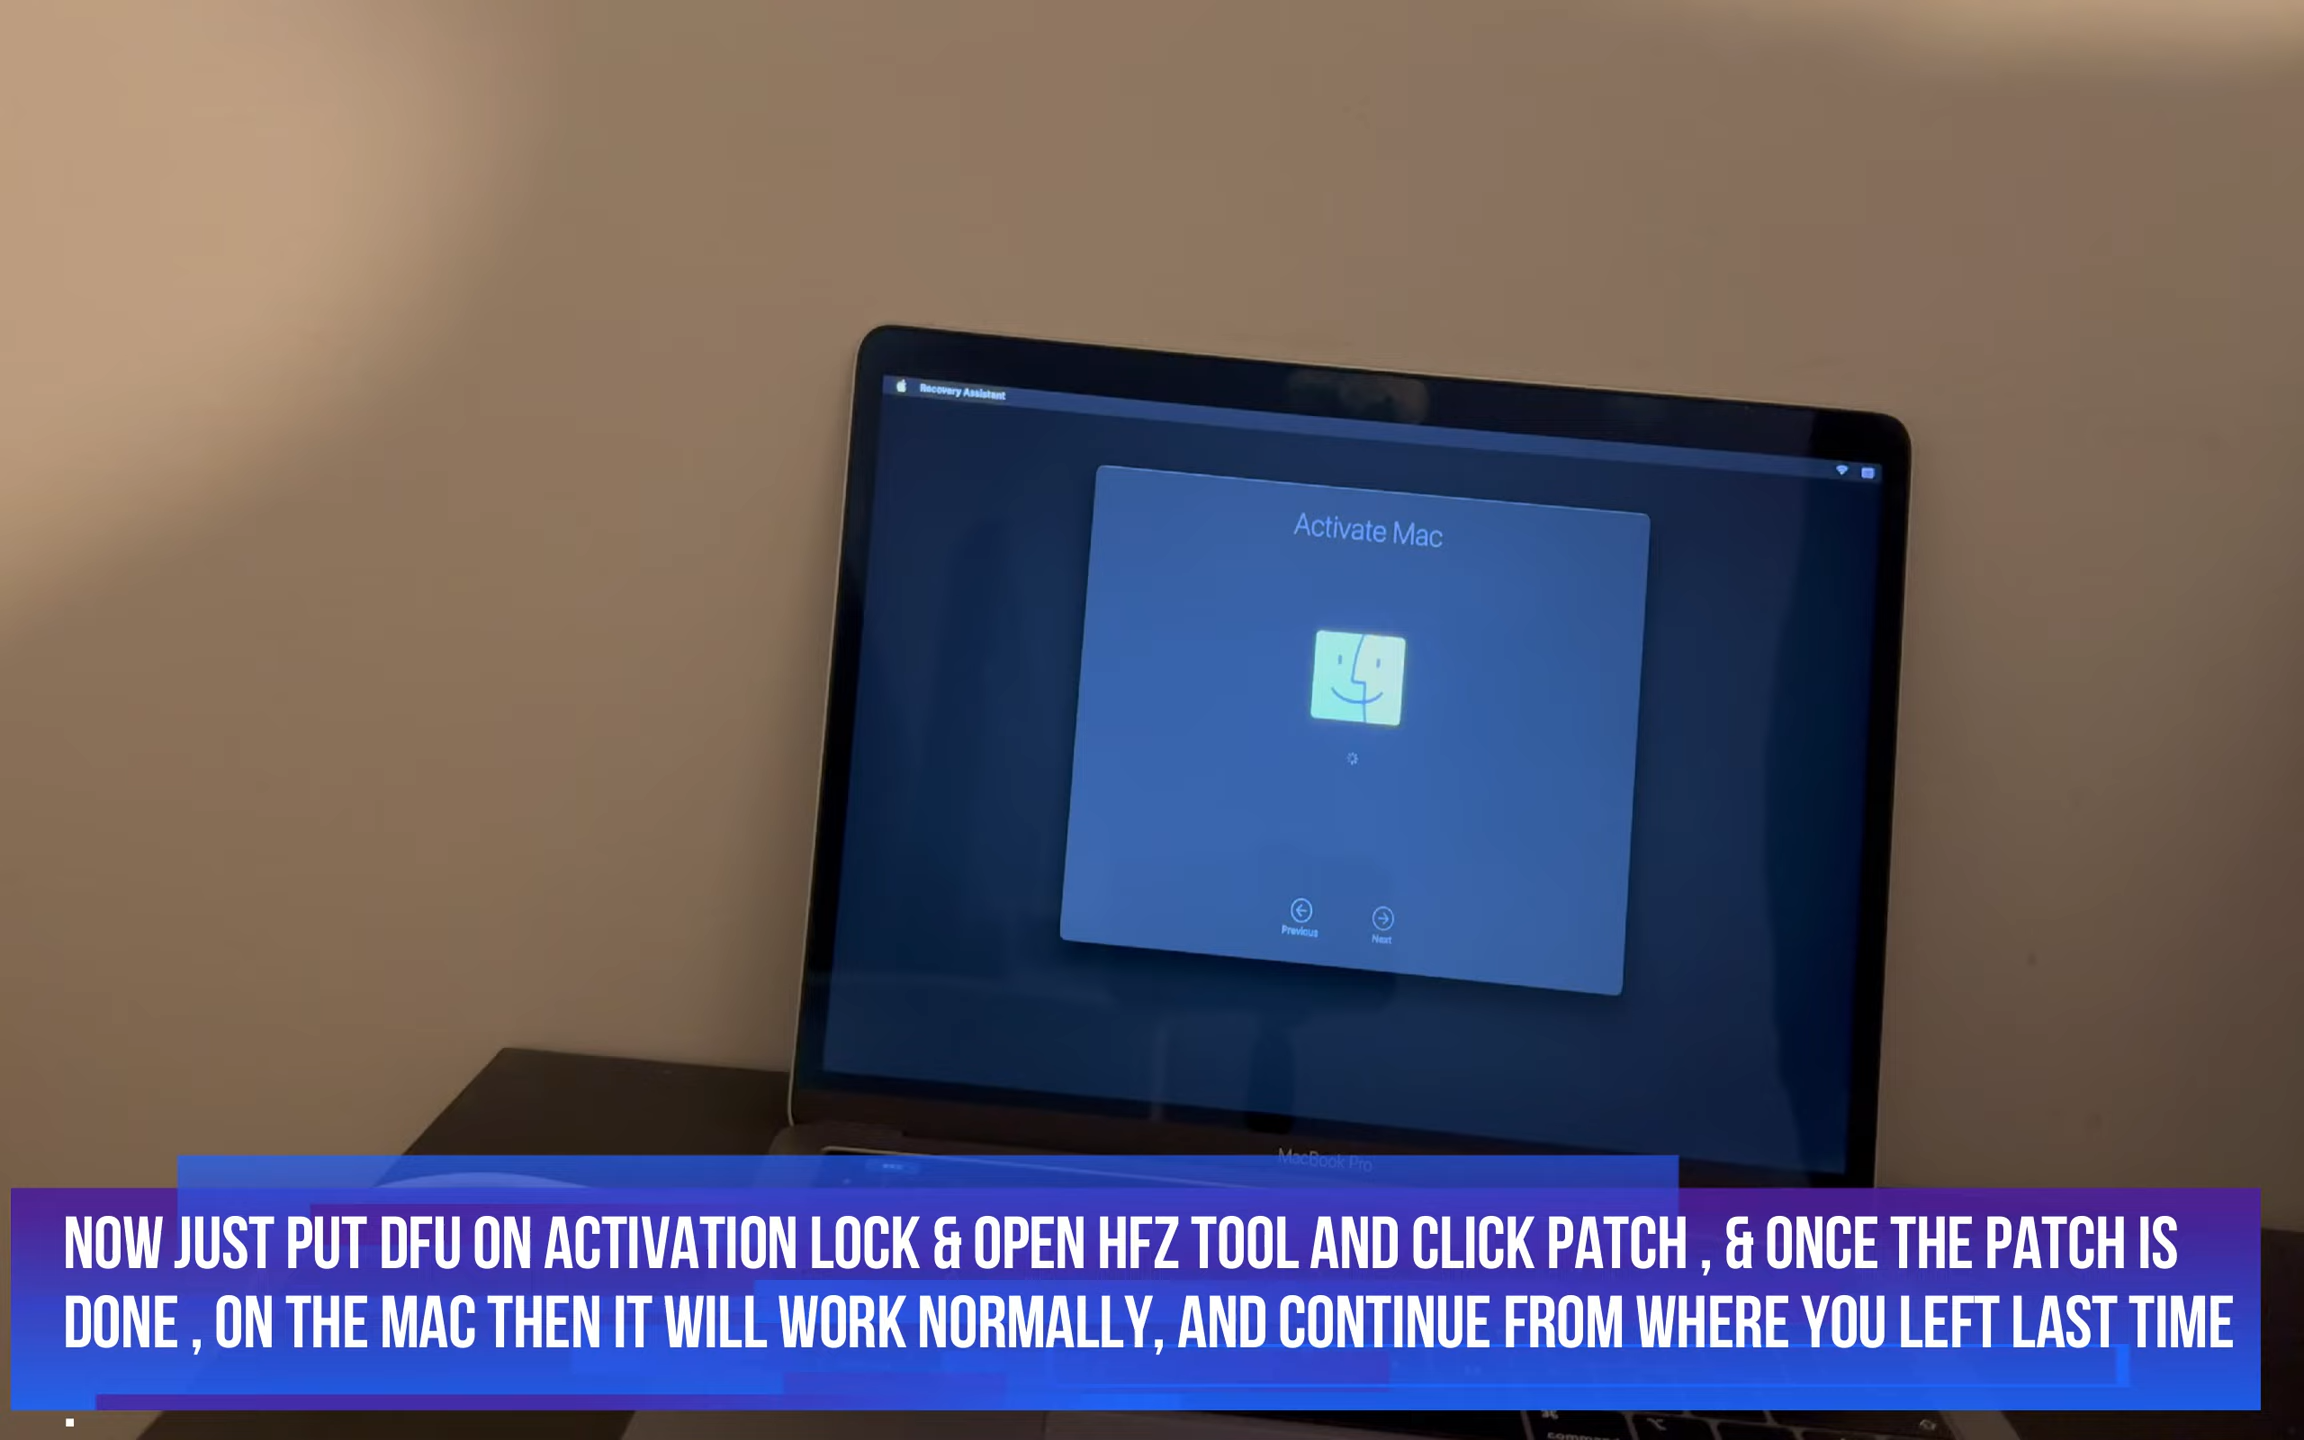 Recovery Assistant
Activate Mac
Previous
Next
MacBook Pro
NOW JUST PUT DFU ON ACTIVATION LOCK & OPEN HFZ TOOL AND CLICK PATCH , & ONCE THE PATCH IS
DONE , ON THE MAC THEN IT WILL WORK NORMALLY, AND CONTINUE FROM WHERE YOU LEFT LAST TIME
.
command